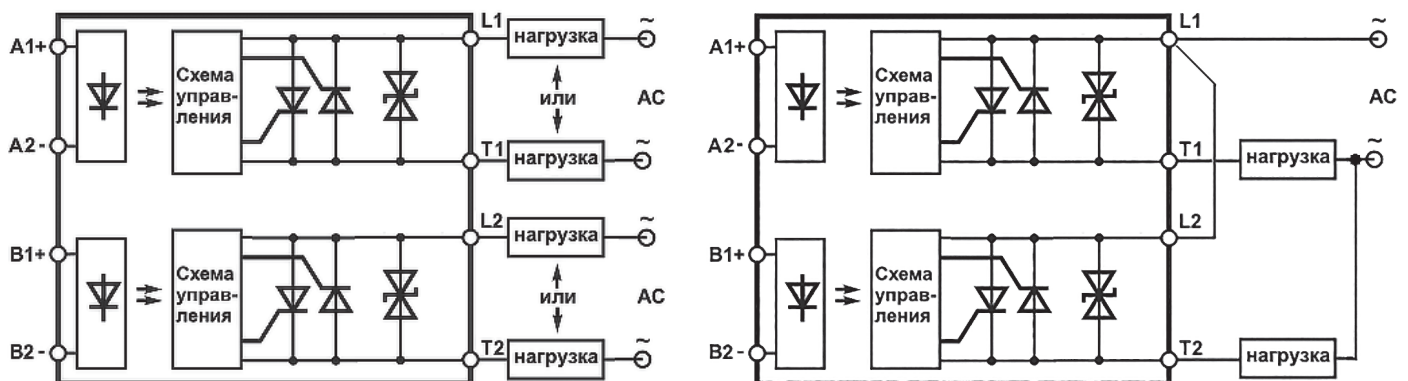 L1
A1+
нагрузка
~
Схема
управ-
ления
или
AC
A2-
T1
нагрузка
~
L2
B1+
нагрузка
~
Схема
управ-
ления
или
AC
B2-
T2
нагрузка
~
L1
A1+
~
Схема
управ-
ления
AC
A2-
T1
нагрузка
~
L2
B1+
Схема
управ-
ления
B2-
T2
нагрузка